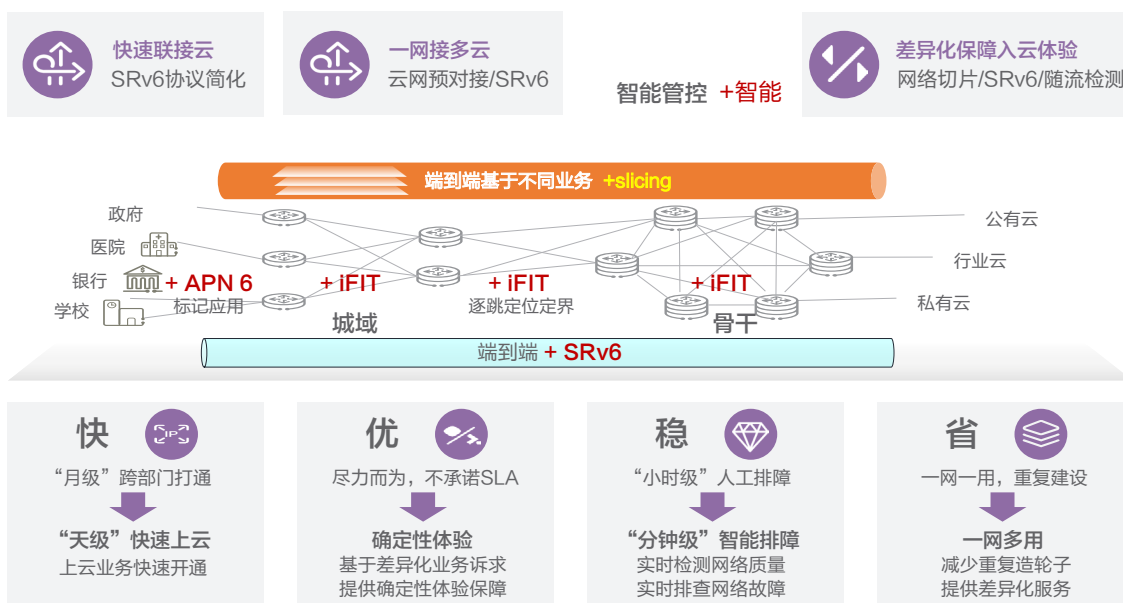 快速联接云
SRv6协议简化
一网接多云
云网预对接/SRv6
智能管控 +智能
差异化保障入云体验
网络切片/SRv6/随流检测
端到端基于不同业务 +slicing
政府
医院
银行
学校
+ APN 6
标记应用
+ iFIT
城域
+ iFIT
逐跳定位定界
+ iFIT
骨干
公有云
行业云
私有云
端到端 + SRv6
快
IP
“月级”跨部门打通
“天级”快速上云
上云业务快速开通
优
尽力而为，不承诺SLA
确定性体验
基于差异化业务诉求
提供确定性体验保障
稳
“小时级”人工排障
“分钟级”智能排障
实时检测网络质量
实时排查网络故障
省
一网一用，重复建设
一网多用
减少重复造轮子
提供差异化服务